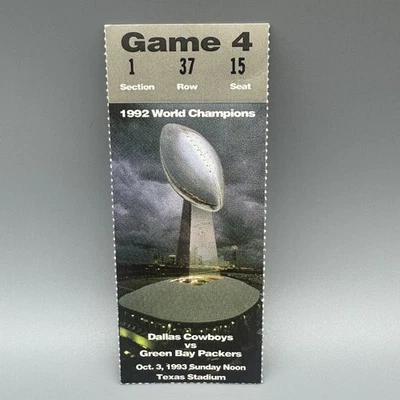 Game 4
1 37 15
Section Row Seat
1992 World Champions
Dallas Cowboys
vs
Green Bay Packers
Oct. 3, 1993 Sunday Noon
Texas Stadium